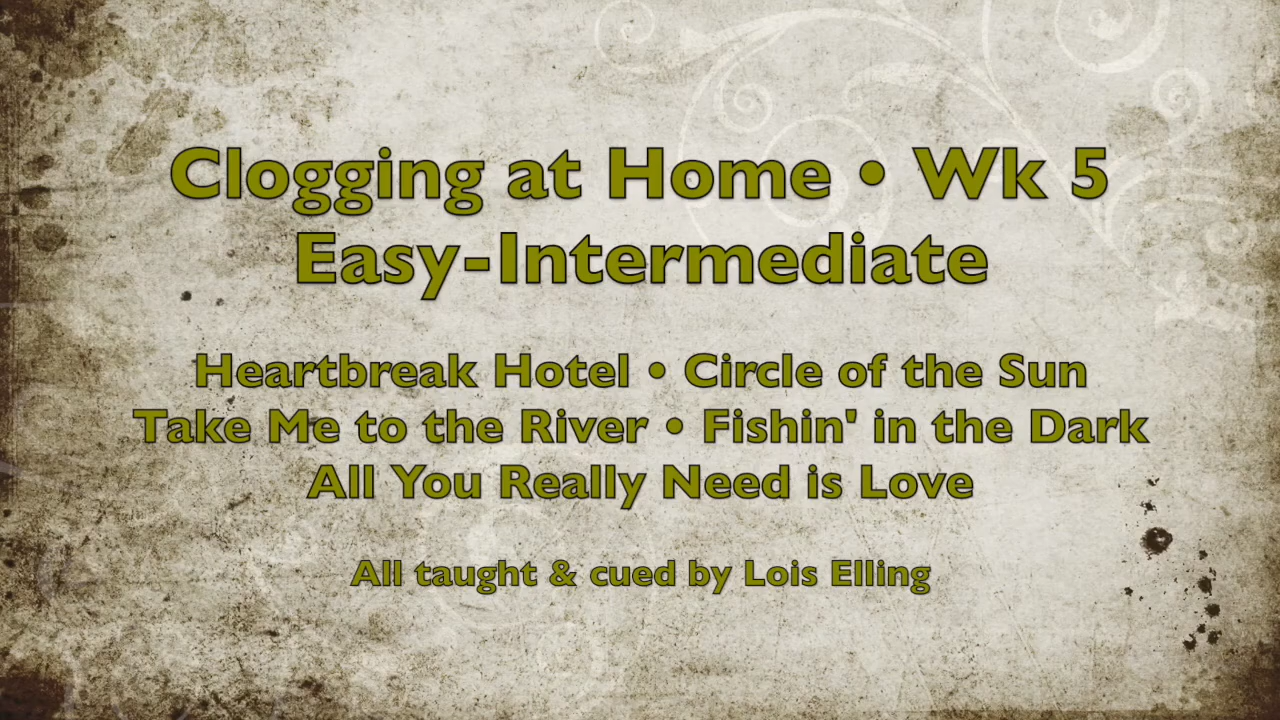 Clogging at Home • Wk 5
Easy-Intermediate
Heartbreak Hotel • Circle of the Sun
Take Me to the River • Fishin' in the Dark
All You Really Need is Love
All taught & cued by Lois Elling